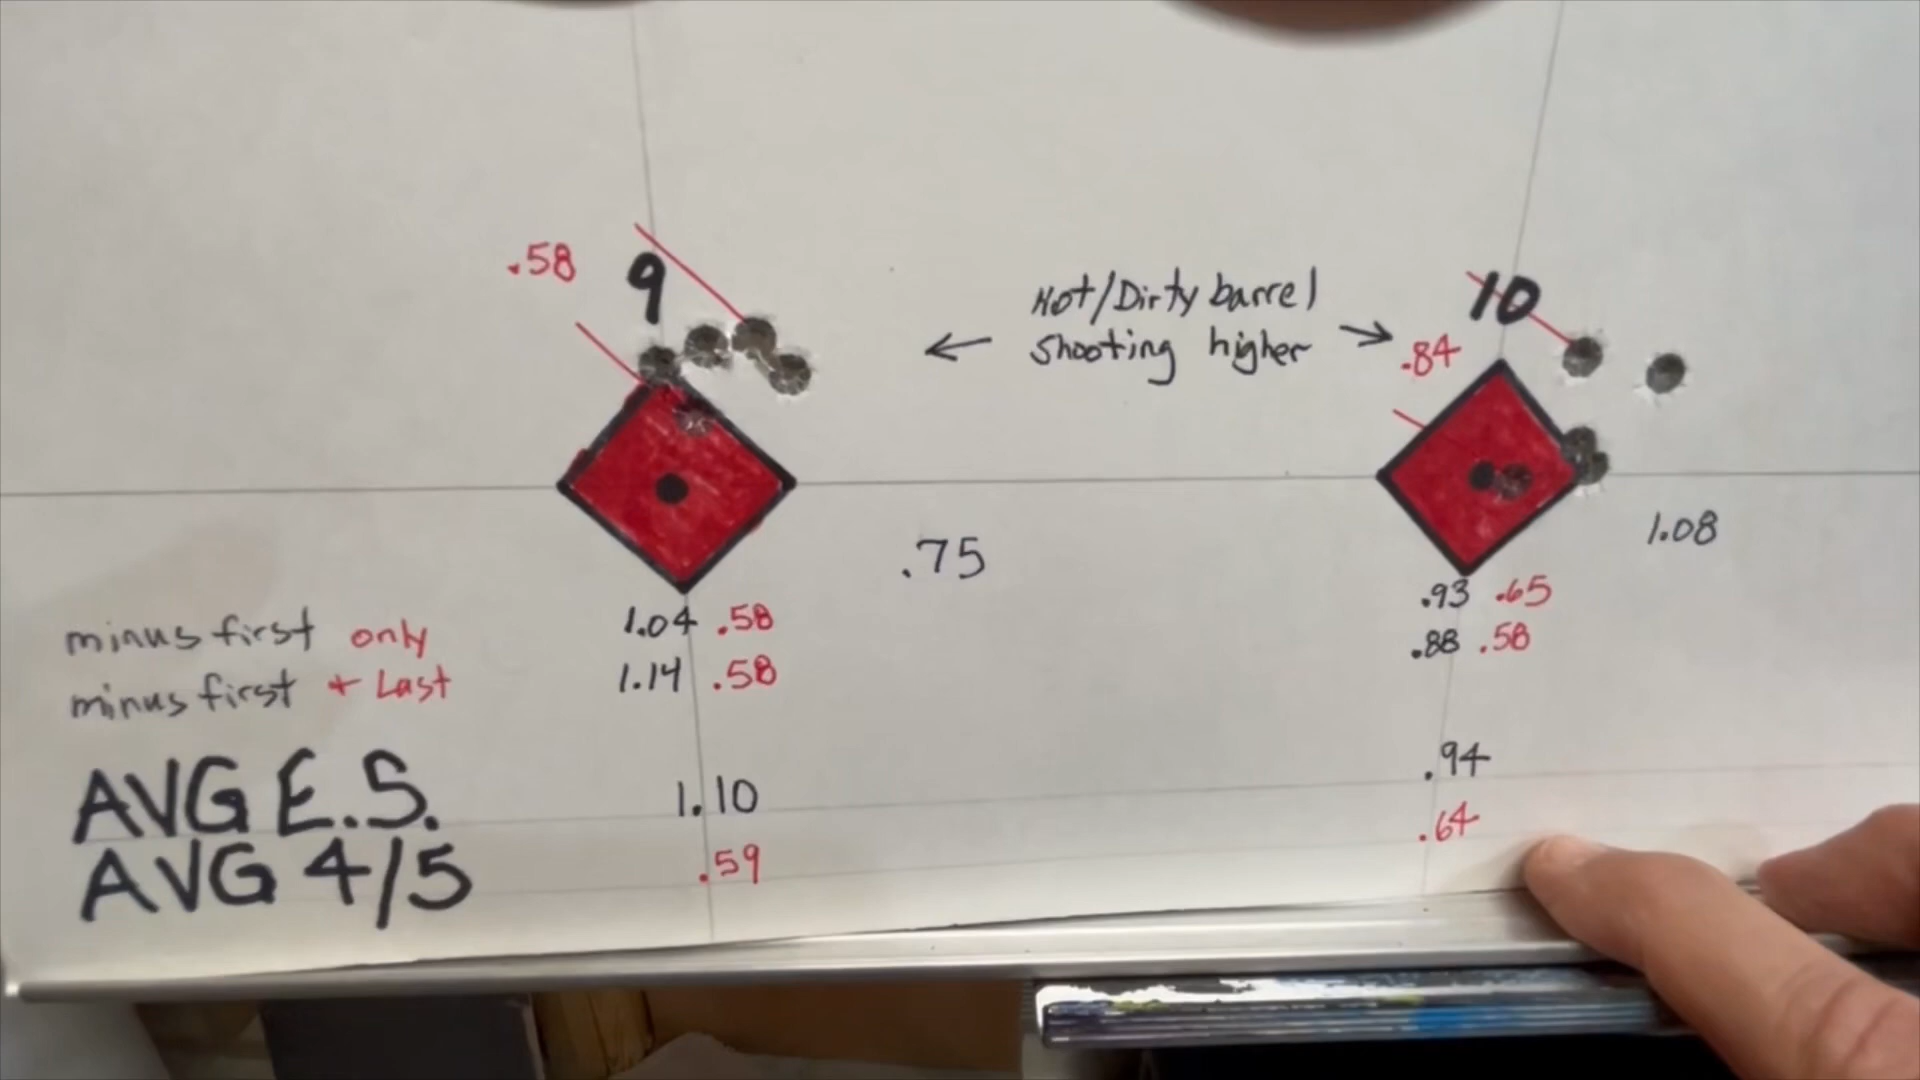 .58
9
10
Hot/Dirty barrel
← Shooting higher →
.84
.75
1.08
minus first only 1.04 .58 .93 .65
minus first + Last 1.14 .58 .88 .58
AVG E.S. 1.10 .94
AVG 4/5 .59 .64